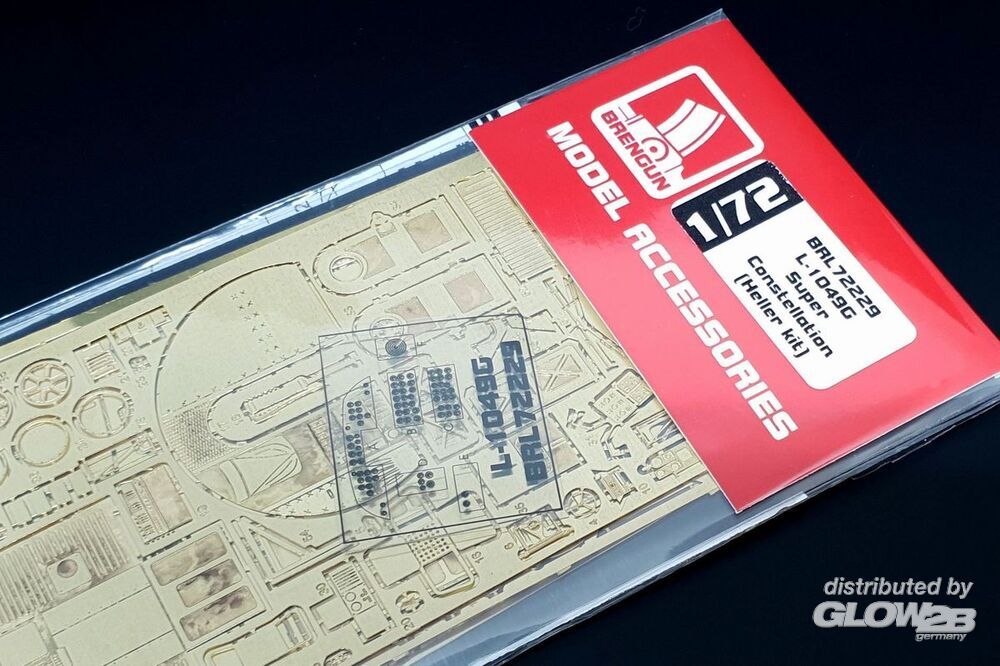 BRENGUN
MODEL ACCESSORIES
1/72
BRL72229
L-1049G
Super
Constellation
(Heller kit)
L-1049G
BRL72229
distributed by
GLOW2B
germany